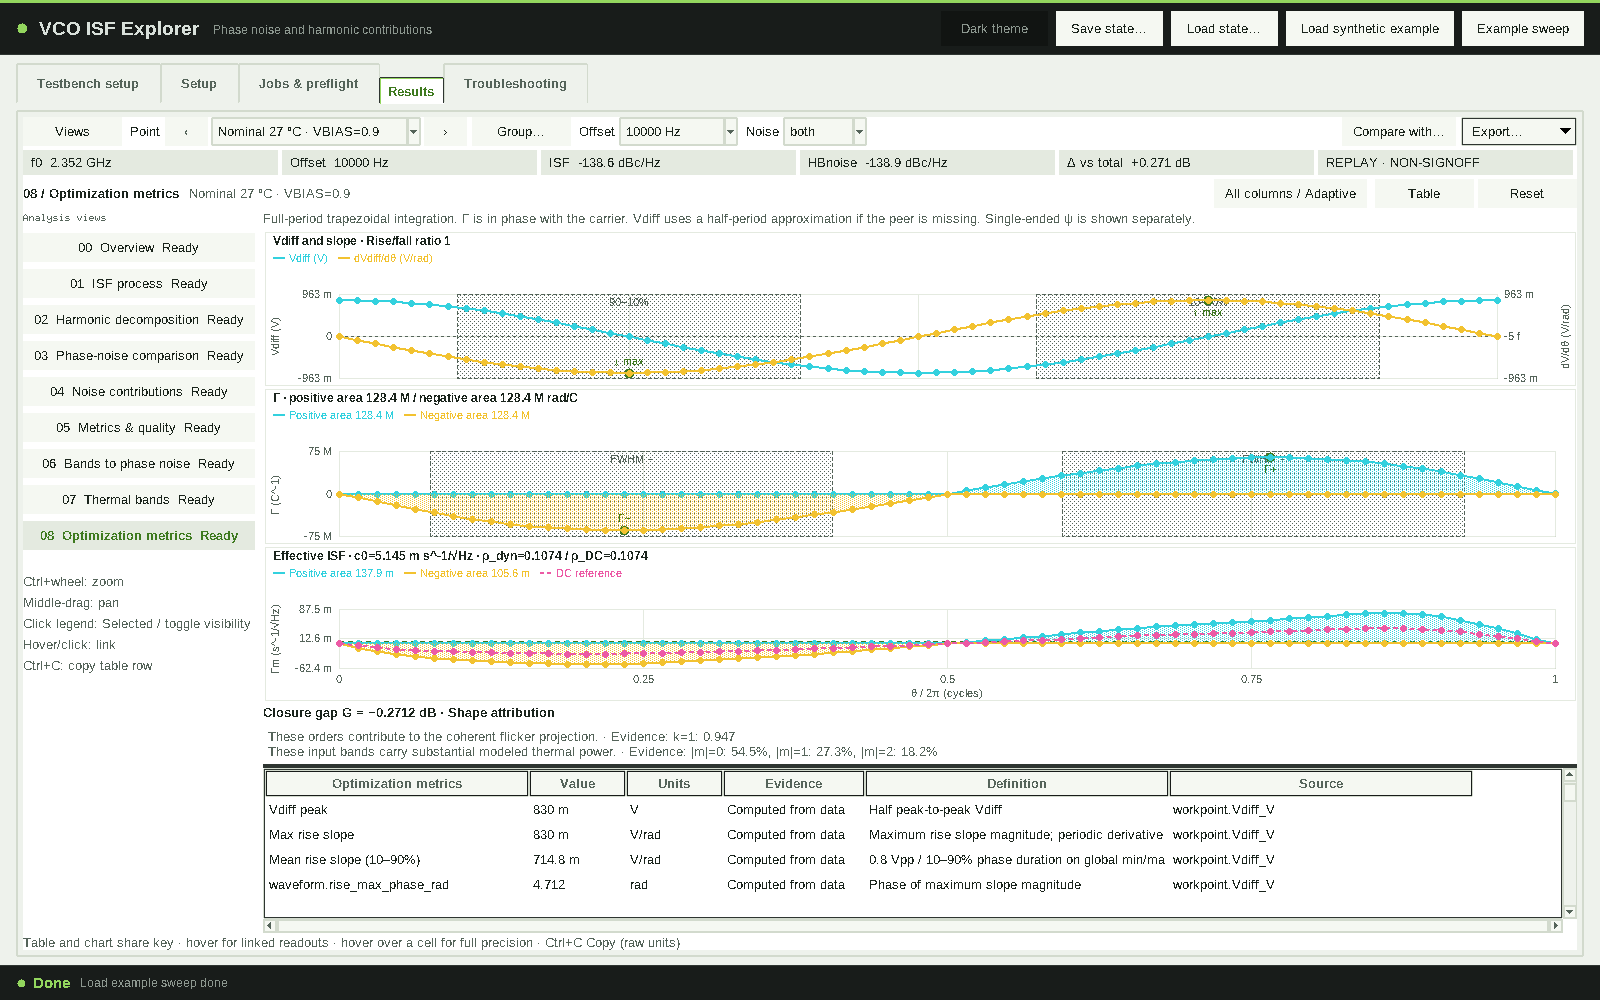 VCO ISF Explorer
Phase noise and harmonic contributions
Dark theme
Save state...
Load state...
Load synthetic example
Example sweep
Testbench setup
Setup
Jobs & preflight
Results
Troubleshooting
Views
Point
‹
Nominal 27 °C · VBIAS=0.9
›
Group...
Offset
10000 Hz
Noise
both
Compare with...
Export...
f0 2.352 GHz
Offset 10000 Hz
ISF -138.6 dBc/Hz
HBnoise -138.9 dBc/Hz
Δ vs total +0.271 dB
REPLAY · NON-SIGNOFF
08 / Optimization metrics Nominal 27 °C · VBIAS=0.9
All columns / Adaptive
Table
Reset
Analysis views
00 Overview Ready
01 ISF process Ready
02 Harmonic decomposition Ready
03 Phase-noise comparison Ready
04 Noise contributions Ready
05 Metrics & quality Ready
06 Bands to phase noise Ready
07 Thermal bands Ready
08 Optimization metrics Ready
Ctrl+wheel: zoom
Middle-drag: pan
Click legend: Selected / toggle visibility
Hover/click: link
Ctrl+C: copy table row
Full-period trapezoidal integration. Γ is in phase with the carrier. Vdiff uses a half-period approximation if the peer is missing. Single-ended ψ is shown separately.
Vdiff and slope · Rise/fall ratio 1
Vdiff (V)
dVdiff/dθ (V/rad)
963 m
0
-963 m
Vdiff (V)
90–10%
max
max
963 m
-5 f
-963 m
dV/dθ (V/rad)
Γ · positive area 128.4 M / negative area 128.4 M rad/C
Positive area 128.4 M
Negative area 128.4 M
75 M
0
-75 M
Γ (C^-1)
FWHM -
Γ+
Effective ISF · c0=5.145 m s^-1/√Hz · ρ_dyn=0.1074 / ρ_DC=0.1074
Positive area 137.9 m
Negative area 105.6 m
DC reference
87.5 m
12.6 m
-62.4 m
Γm (s^-1/√Hz)
0
0.25
0.5
0.75
1
θ / 2π (cycles)
Closure gap G = −0.2712 dB · Shape attribution
These orders contribute to the coherent flicker projection. · Evidence: k=1: 0.947
These input bands carry substantial modeled thermal power. · Evidence: |m|=0: 54.5%, |m|=1: 27.3%, |m|=2: 18.2%
Optimization metrics Value Units Evidence Definition Source
Vdiff peak 830 m V Computed from data Half peak-to-peak Vdiff workpoint.Vdiff_V
Max rise slope 830 m V/rad Computed from data Maximum rise slope magnitude; periodic derivative workpoint.Vdiff_V
Mean rise slope (10–90%) 714.8 m V/rad Computed from data 0.8 Vpp / 10–90% phase duration on global min/ma workpoint.Vdiff_V
waveform.rise_max_phase_rad 4.712 rad Computed from data Phase of maximum slope magnitude workpoint.Vdiff_V
Table and chart share key · hover for linked readouts · hover over a cell for full precision · Ctrl+C Copy (raw units)
Done Load example sweep done